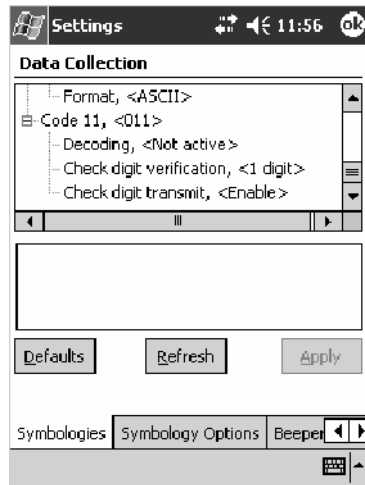 Settings 11:56 ok
Data Collection
Format, <ASCII>
Code 11, <011>
Decoding, <Not active>
Check digit verification, <1 digit>
Check digit transmit, <Enable>
Defaults Refresh Apply
Symbologies Symbology Options Beeper